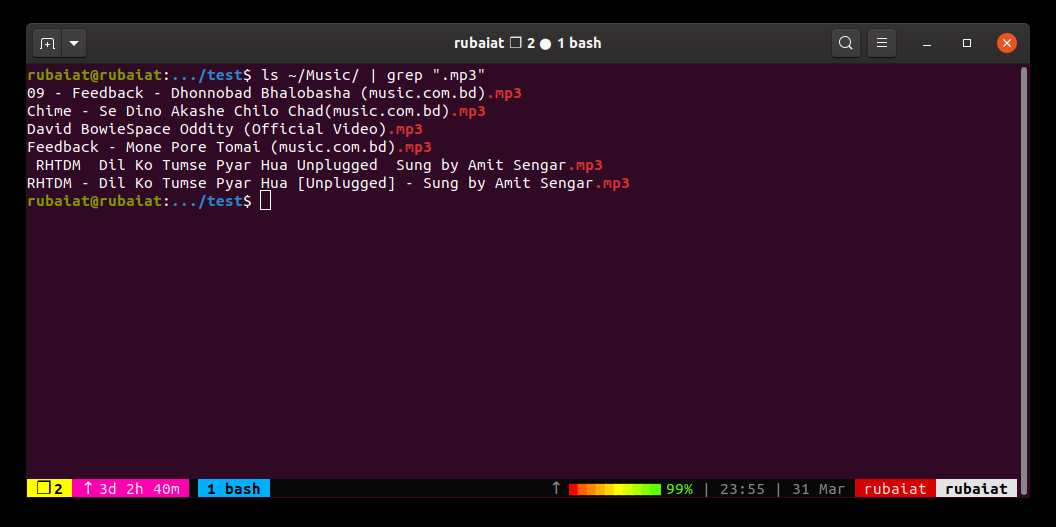 rubaiat ❐ 2 ● 1 bash
rubaiat@rubaiat:.../test$ ls ~/Music/ | grep ".mp3"
09 - Feedback - Dhonnobad Bhalobasha (music.com.bd).mp3
Chime - Se Dino Akashe Chilo Chad(music.com.bd).mp3
David BowieSpace Oddity (Official Video).mp3
Feedback - Mone Pore Tomai (music.com.bd).mp3
 RHTDM  Dil Ko Tumse Pyar Hua Unplugged  Sung by Amit Sengar.mp3
RHTDM - Dil Ko Tumse Pyar Hua [Unplugged] - Sung by Amit Sengar.mp3
rubaiat@rubaiat:.../test$
❐ 2 ↑ 3d 2h 40m 1 bash ↑ 99% | 23:55 | 31 Mar rubaiat rubaiat